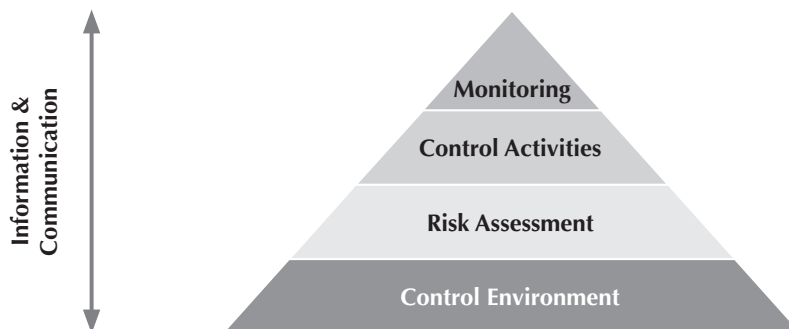 Information &
Communication
Monitoring
Control Activities
Risk Assessment
Control Environment